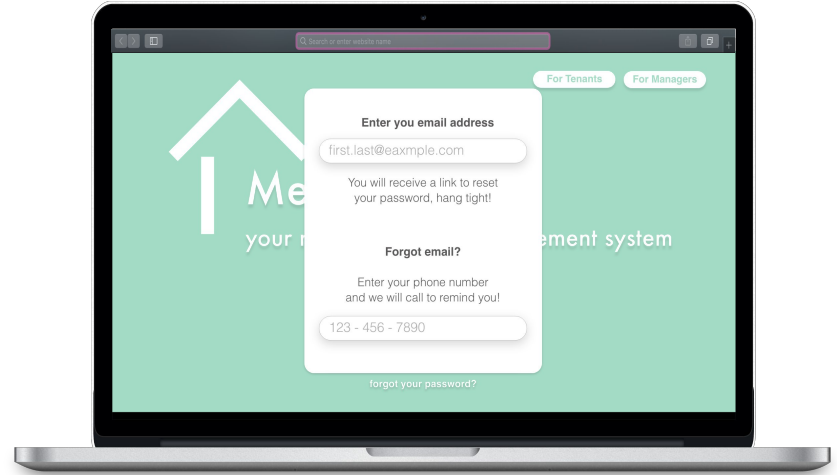 Search or enter website name
For Tenants
For Managers
Enter you email address
first.last@eaxmple.com
You will receive a link to reset
your password, hang tight!
Me
your r ement system
Forgot email?
Enter your phone number
and we will call to remind you!
123 - 456 - 7890
forgot your password?